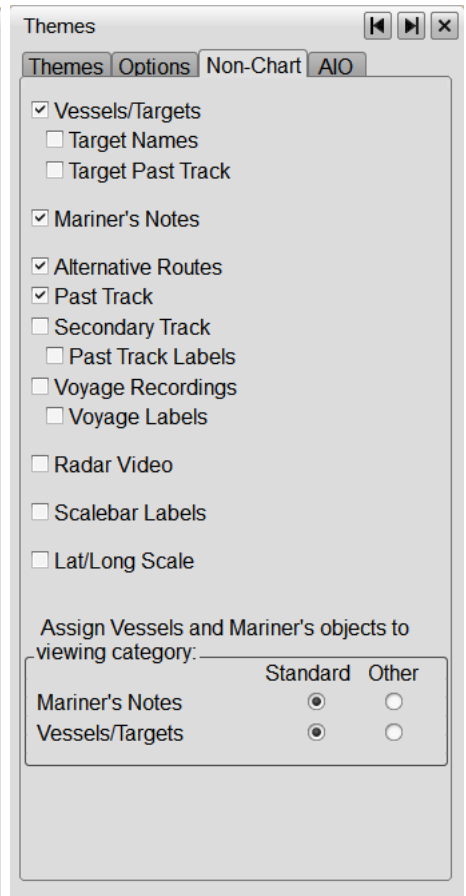 Themes
Themes Options Non-Chart AIO
Vessels/Targets
Target Names
Target Past Track
Mariner's Notes
Alternative Routes
Past Track
Secondary Track
Past Track Labels
Voyage Recordings
Voyage Labels
Radar Video
Scalebar Labels
Lat/Long Scale
Assign Vessels and Mariner's objects to
viewing category:
Standard Other
Mariner's Notes
Vessels/Targets